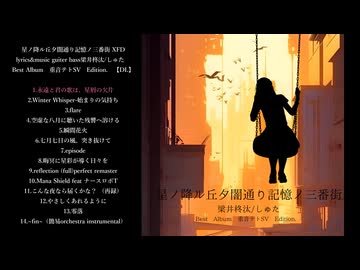 星ノ降ル丘夕闇通り記憶ノ三番街 XFD
lyrics&music guiter bass梁井柊汰/しゅた
Best Album　重音テトSV　Edition.　【DL】
1.永遠と君の歌は、星屑の欠片
2.Winter Whisper-始まりの気持ち
3.flare
4.空虚な八月に聴いた残響へ溶ける
5.瞬間花火
6.七月七日の風、突き抜けて
7.episode
8.晦冥に星彩が導く日々を
9.reflection (full/perfect remaster)
10.Mana Shield feat ナースロボT
11.こんな夜なら届くかな？（再録）
12.やさしくあれるように
13.零落
14.~fin~（簡易orchestra instrumental）
星ノ降ル丘夕闇通り記憶ノ三番街
梁井柊汰/しゅた
Best　Album　重音テトSV　Edition.